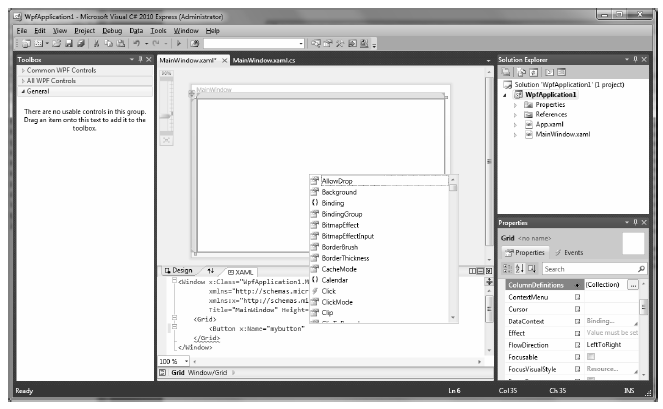 WpfApplication1 - Microsoft Visual C# 2010 Express (Administrator)
File Edit View Project Debug Data Tools Window Help
Toolbox
Common WPF Controls
All WPF Controls
General
There are no usable controls in this group.
Drag an item onto this text to add it to the
toolbox.
MainWindow.xaml* MainWindow.xaml.cs
MainWindow
AllowDrop
Background
Binding
BindingGroup
BitmapEffect
BitmapEffectInput
BorderBrush
BorderThickness
CacheMode
Calendar
Click
ClickMode
Clip
Design XAML
<Window x:Class="WpfApplication1.M
xmlns="http://schemas.micr
xmlns:x="http://schemas.mi
Title="MainWindow" Height=
<Grid>
<Button x:Name="mybutton"
</Grid>
</Window>
100 %
Grid Window/Grid
Solution Explorer
Solution 'WpfApplication1' (1 project)
WpfApplication1
Properties
References
App.xaml
MainWindow.xaml
Properties
Grid <no name>
Properties Events
Search
ColumnDefinitions (Collection) ...
ContextMenu
Cursor
DataContext Binding...
Effect Value must be set
FlowDirection LeftToRight
Focusable
FocusVisualStyle Resource...
Ready Ln 6 Col 35 Ch 35 INS